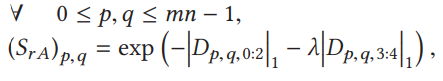 ∀ 0 ≤ p, q ≤ mn − 1,
(S_{rA})_{p,q} = exp (−|D_{p,q,0:2}|_1 − λ|D_{p,q,3:4}|_1) ,